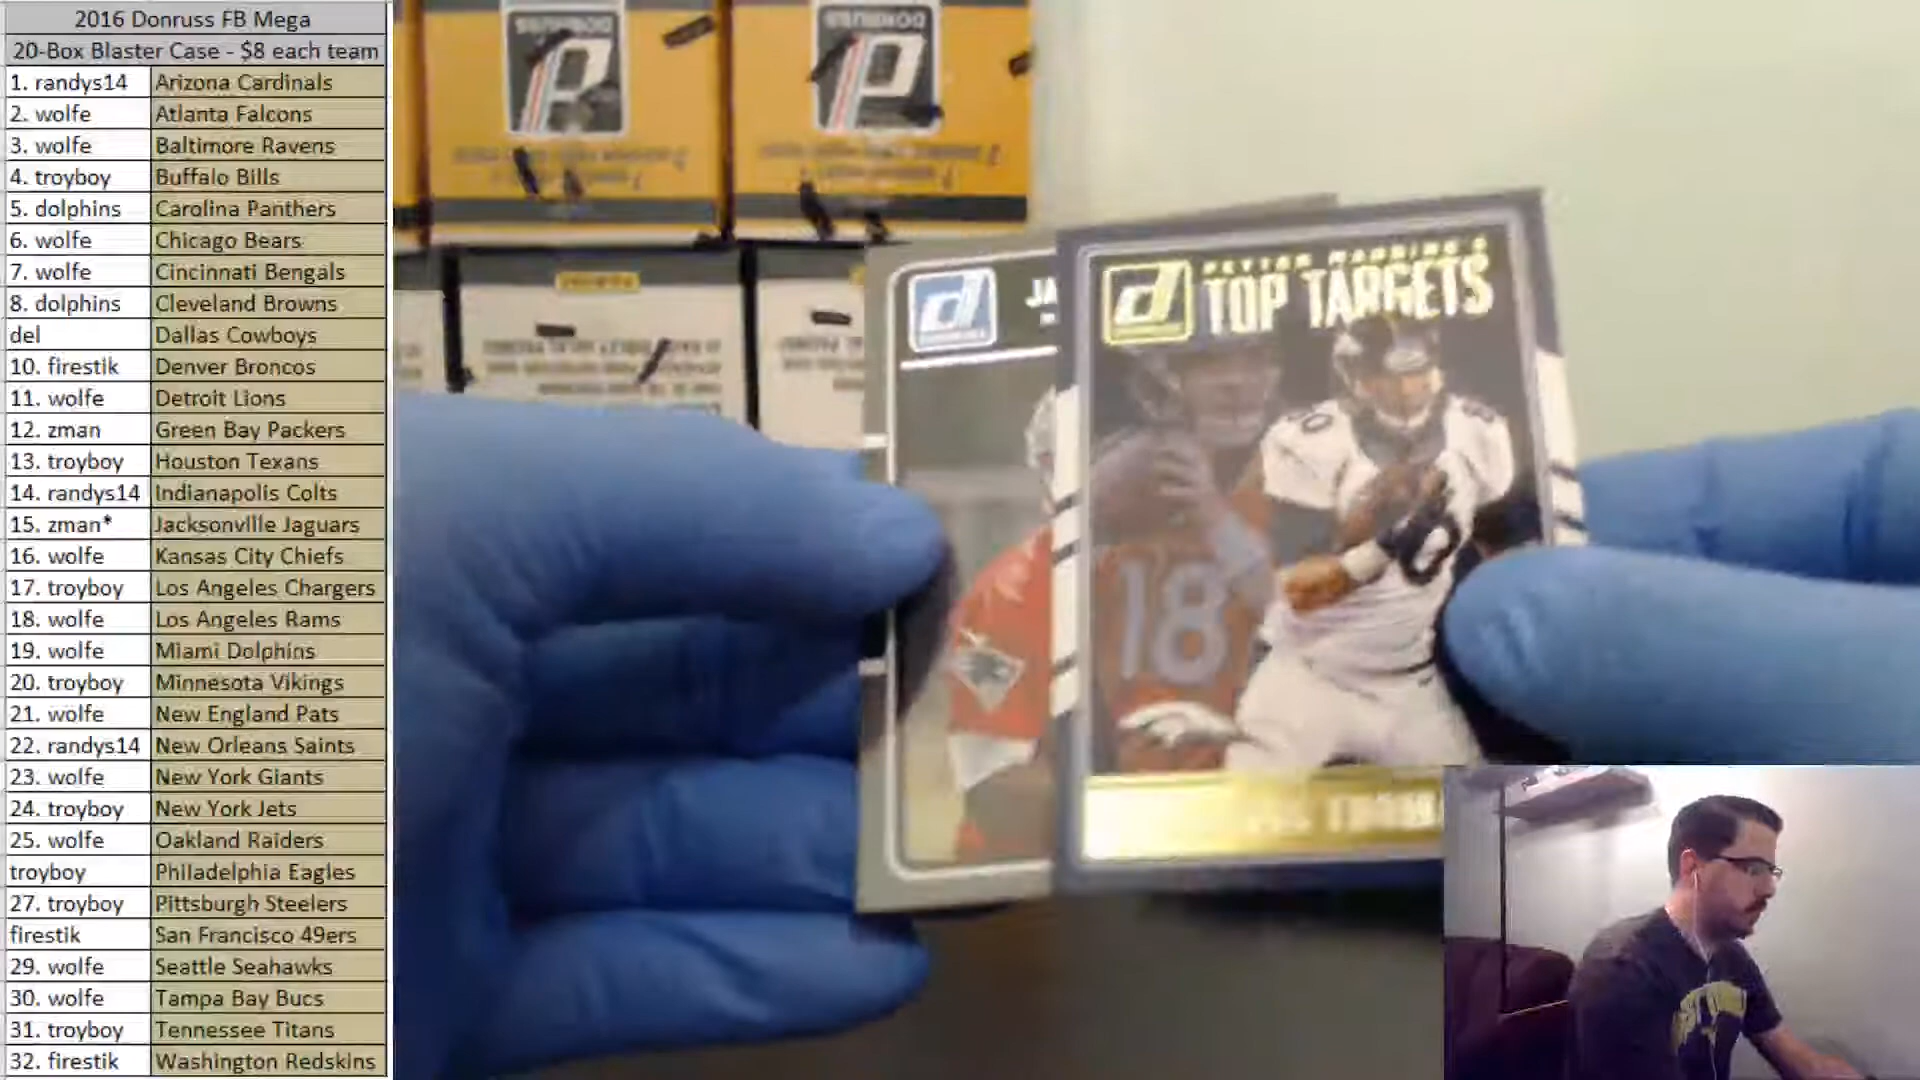 2016 Donruss FB Mega
20-Box Blaster Case - $8 each team
1. randys14 Arizona Cardinals
2. wolfe Atlanta Falcons
3. wolfe Baltimore Ravens
4. troyboy Buffalo Bills
5. dolphins Carolina Panthers
6. wolfe Chicago Bears
7. wolfe Cincinnati Bengals
8. dolphins Cleveland Browns
del Dallas Cowboys
10. firestik Denver Broncos
11. wolfe Detroit Lions
12. zman Green Bay Packers
13. troyboy Houston Texans
14. randys14 Indianapolis Colts
15. zman* Jacksonville Jaguars
16. wolfe Kansas City Chiefs
17. troyboy Los Angeles Chargers
18. wolfe Los Angeles Rams
19. wolfe Miami Dolphins
20. troyboy Minnesota Vikings
21. wolfe New England Pats
22. randys14 New Orleans Saints
23. wolfe New York Giants
24. troyboy New York Jets
25. wolfe Oakland Raiders
troyboy Philadelphia Eagles
27. troyboy Pittsburgh Steelers
firestik San Francisco 49ers
29. wolfe Seattle Seahawks
30. wolfe Tampa Bay Bucs
31. troyboy Tennessee Titans
32. firestik Washington Redskins
DONRUSS
DONRUSS
JA
d
PEYTON MANNING'S
TOP TARGETS
d
18